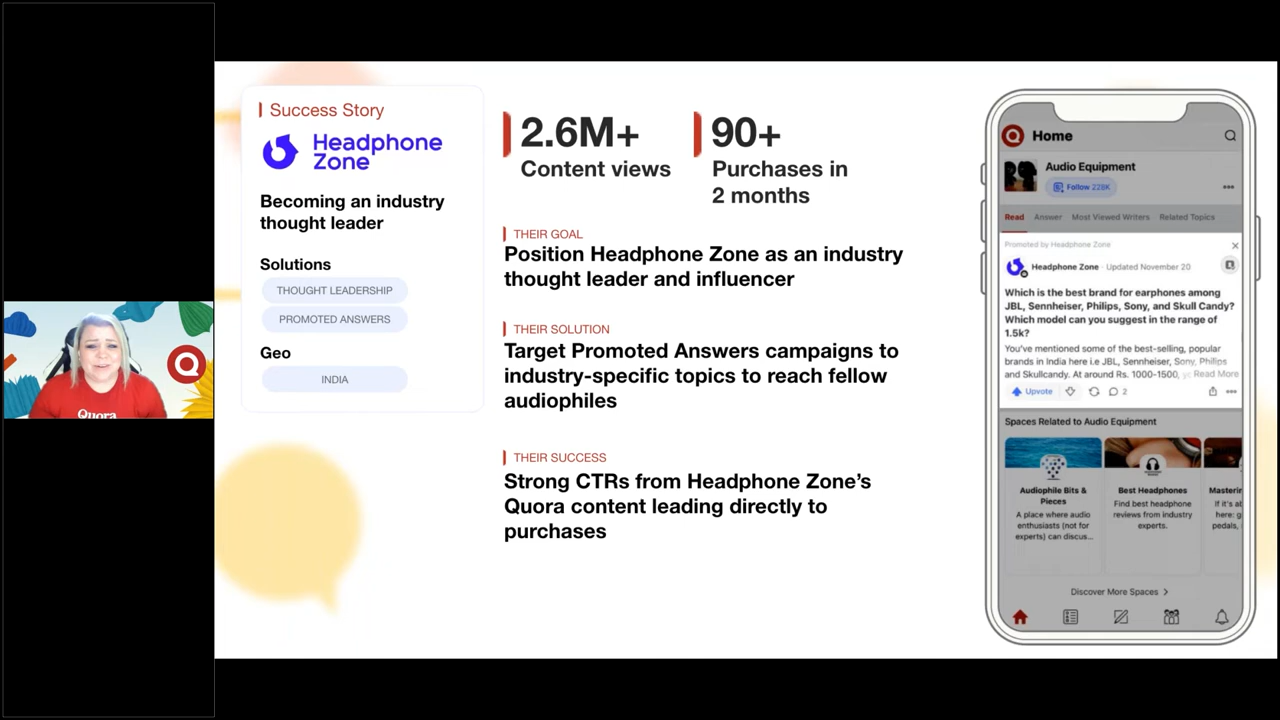 Success Story
Headphone
Zone
Becoming an industry
thought leader
Solutions
THOUGHT LEADERSHIP
PROMOTED ANSWERS
Geo
INDIA
2.6M+
Content views
90+
Purchases in
2 months
THEIR GOAL
Position Headphone Zone as an industry
thought leader and influencer
THEIR SOLUTION
Target Promoted Answers campaigns to
industry-specific topics to reach fellow
audiophiles
THEIR SUCCESS
Strong CTRs from Headphone Zone's
Quora content leading directly to
purchases
Home
Audio Equipment
Follow 228K
Read Answer Most Viewed Writers Related Topics
Promoted by Headphone Zone
Headphone Zone · Updated November 20
Which is the best brand for earphones among
JBL, Sennheiser, Philips, Sony, and Skull Candy?
Which model can you suggest in the range of
1.5k?
You've mentioned some of the best-selling, popular
brands in India here i.e JBL, Sennheiser, Sony, Philips
and Skullcandy. At around Rs. 1000-1500, Read More
Upvote 2
Spaces Related to Audio Equipment
Audiophile Bits &
Pieces
A place where audio
enthusiasts (not for
experts) can discus...
Best Headphones
Find best headphone
reviews from industry
experts.
Masterin
If it's at
here: g
pedals,
Discover More Spaces
Quora